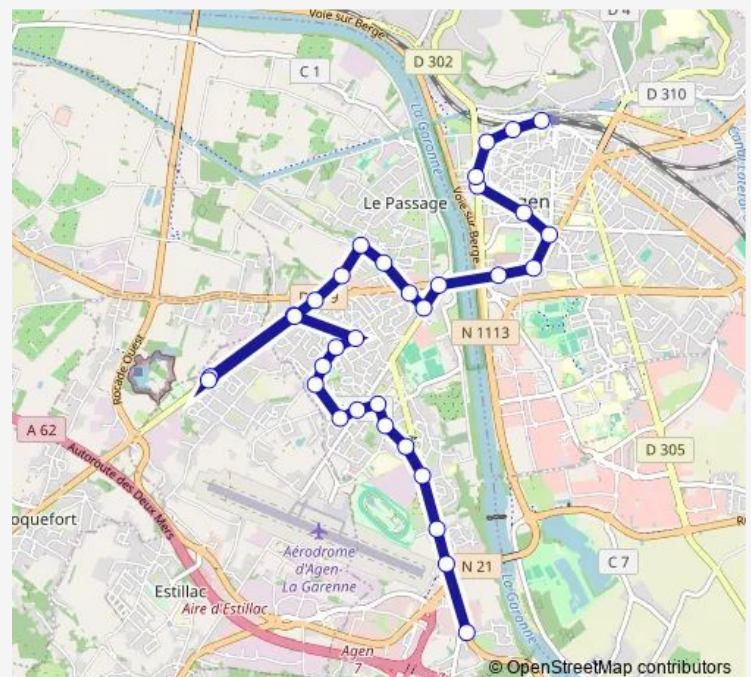 Voie sur Berge
D 4
D 302
C 1
D 310
La Garonne
Canal latéral
Le Passage
Voie sur Berge
N 1113
Rocade Ouest
A 62
Autoroute des Deux Mers
D 305
Aérodrome
d'Agen-
La Garenne
N 21
La Garonne
C 7
Estillac
Aire d'Estillac
Agen
7
© OpenStreetMap contributors